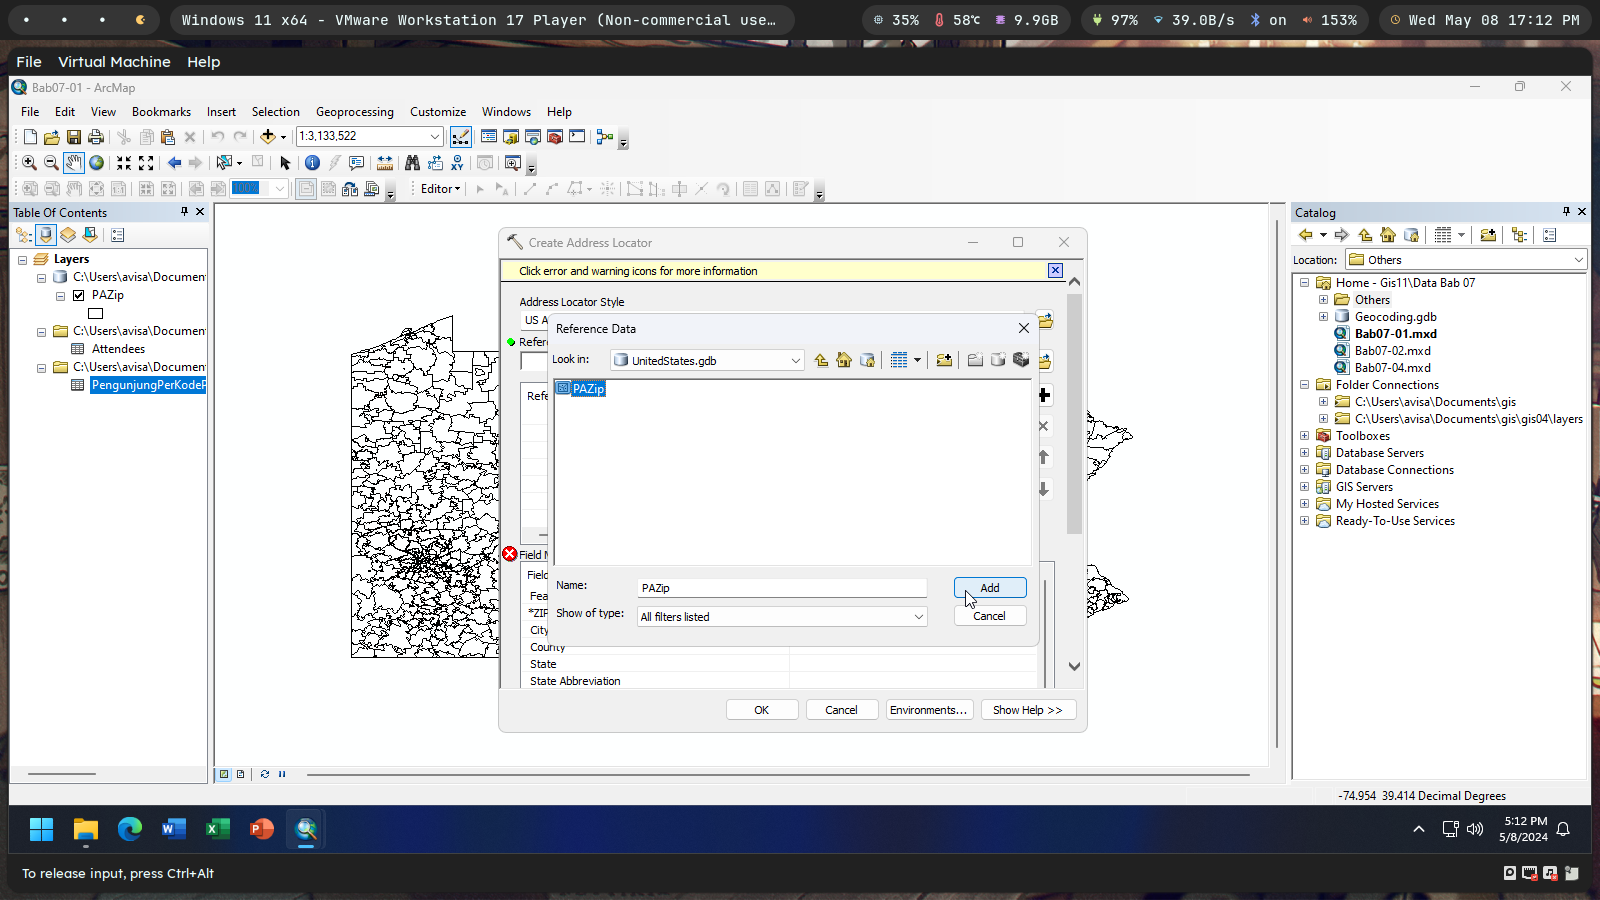 Windows 11 x64 - VMware Workstation 17 Player (Non-commercial use…
35%
58℃
9.9GB
97%
39.0B/s
on
153%
Wed May 08 17:12 PM
File Virtual Machine Help
Bab07-01 - ArcMap
File Edit View Bookmarks Insert Selection Geoprocessing Customize Windows Help
1:3,133,522
100%
Editor
Table Of Contents
Layers
C:\Users\avisa\Documen
PAZip
C:\Users\avisa\Documen
Attendees
C:\Users\avisa\Documen
PengunjungPerKodeP
Create Address Locator
Click error and warning icons for more information
Address Locator Style
US A
Refere
Refe
Field M
Field
Fea
*ZIP
City
County
State
State Abbreviation
OK
Cancel
Environments...
Show Help >>
Reference Data
Look in:
UnitedStates.gdb
PAZip
Name:
PAZip
Add
Show of type:
All filters listed
Cancel
Catalog
Location:
Others
Home - Gis11\Data Bab 07
Others
Geocoding.gdb
Bab07-01.mxd
Bab07-02.mxd
Bab07-04.mxd
Folder Connections
C:\Users\avisa\Documents\gis
C:\Users\avisa\Documents\gis\gis04\layers
Toolboxes
Database Servers
Database Connections
GIS Servers
My Hosted Services
Ready-To-Use Services
-74.954 39.414 Decimal Degrees
5:12 PM
5/8/2024
To release input, press Ctrl+Alt